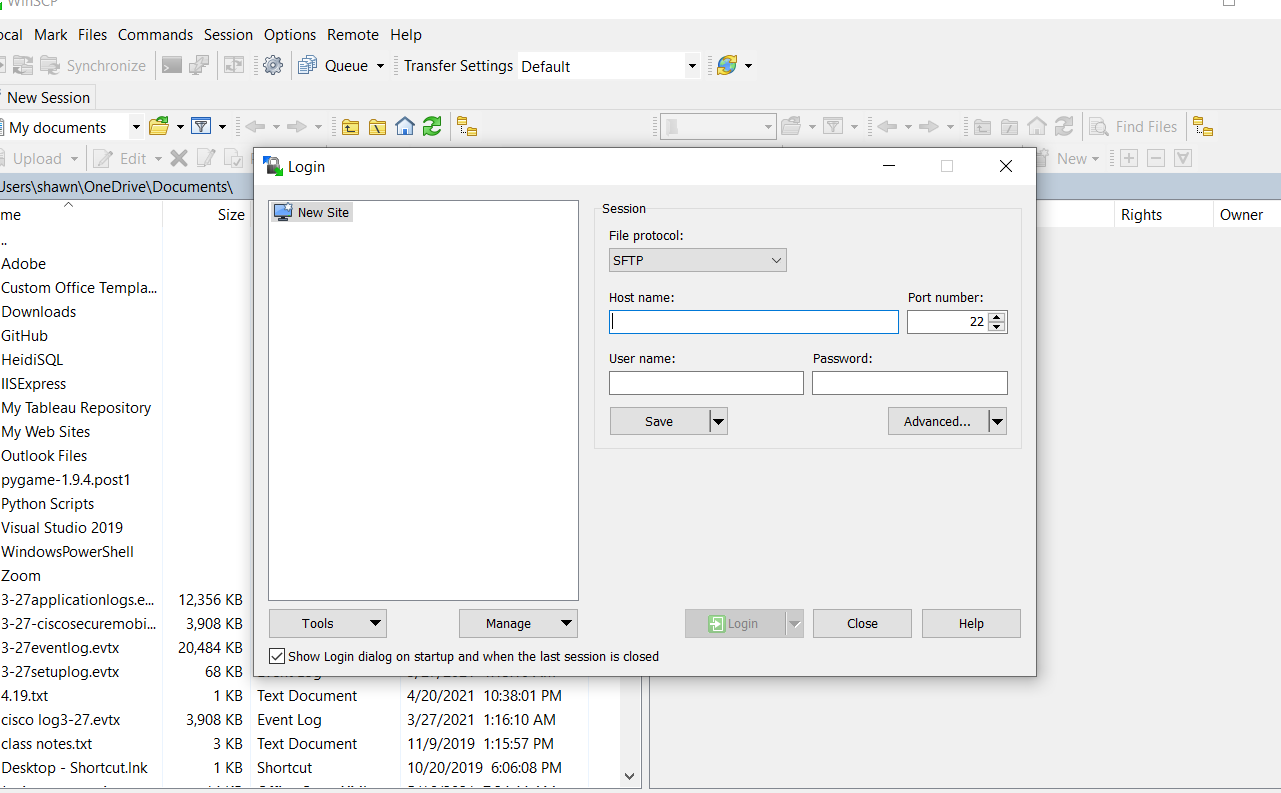 WinSCP
ocal Mark Files Commands Session Options Remote Help
Synchronize Queue Transfer Settings Default
New Session
My documents Find Files
Upload Edit New
Users\shawn\OneDrive\Documents\
me Size Rights Owner
..
Adobe
Custom Office Templa...
Downloads
GitHub
HeidiSQL
IISExpress
My Tableau Repository
My Web Sites
Outlook Files
pygame-1.9.4.post1
Python Scripts
Visual Studio 2019
WindowsPowerShell
Zoom
3-27applicationlogs.e... 12,356 KB
3-27-ciscosecuremobi... 3,908 KB
3-27eventlog.evtx 20,484 KB
3-27setuplog.evtx 68 KB
4.19.txt 1 KB Text Document 4/20/2021 10:38:01 PM
cisco log3-27.evtx 3,908 KB Event Log 3/27/2021 1:16:10 AM
class notes.txt 3 KB Text Document 11/9/2019 1:15:57 PM
Desktop - Shortcut.lnk 1 KB Shortcut 10/20/2019 6:06:08 PM
Login
New Site
Session
File protocol:
SFTP
Host name: Port number:
22
User name: Password:
Save Advanced...
Tools Manage Login Close Help
Show Login dialog on startup and when the last session is closed